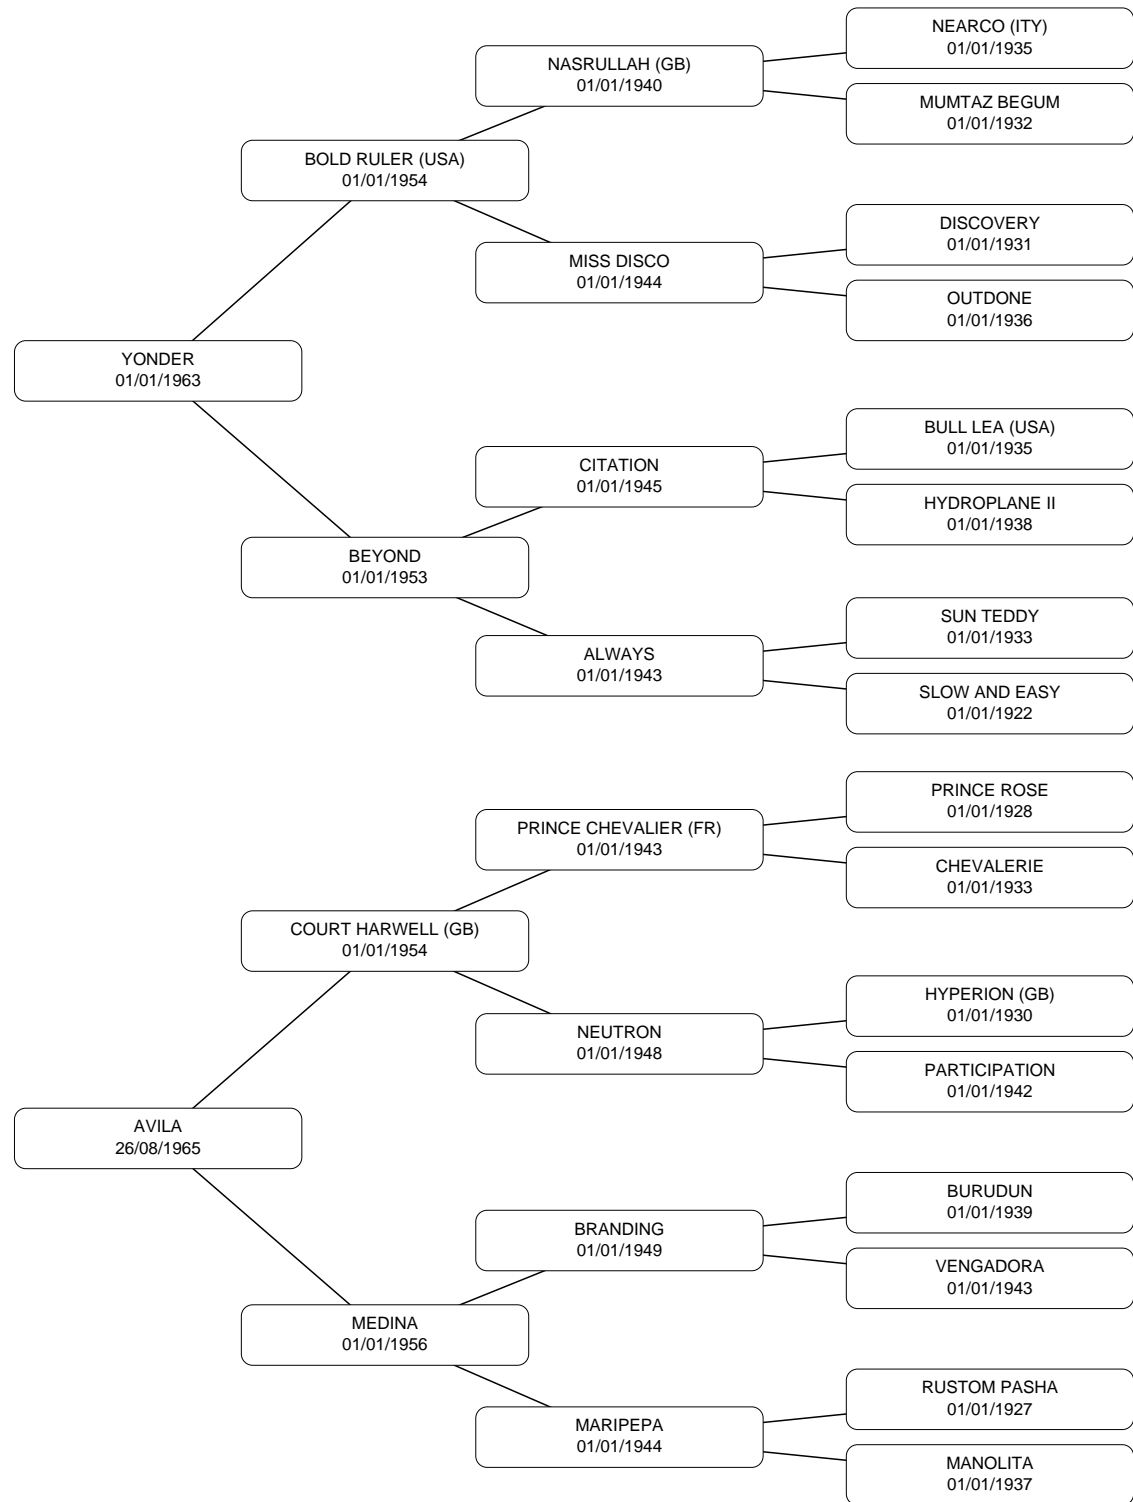 NEARCO (ITY)
01/01/1935
NASRULLAH (GB)
01/01/1940
MUMTAZ BEGUM
01/01/1932
BOLD RULER (USA)
01/01/1954
DISCOVERY
01/01/1931
MISS DISCO
01/01/1944
OUTDONE
01/01/1936
YONDER
01/01/1963
BULL LEA (USA)
01/01/1935
CITATION
01/01/1945
HYDROPLANE II
01/01/1938
BEYOND
01/01/1953
SUN TEDDY
01/01/1933
ALWAYS
01/01/1943
SLOW AND EASY
01/01/1922
PRINCE ROSE
01/01/1928
PRINCE CHEVALIER (FR)
01/01/1943
CHEVALERIE
01/01/1933
COURT HARWELL (GB)
01/01/1954
HYPERION (GB)
01/01/1930
NEUTRON
01/01/1948
PARTICIPATION
01/01/1942
AVILA
26/08/1965
BURUDUN
01/01/1939
BRANDING
01/01/1949
VENGADORA
01/01/1943
MEDINA
01/01/1956
RUSTOM PASHA
01/01/1927
MARIPEPA
01/01/1944
MANOLITA
01/01/1937